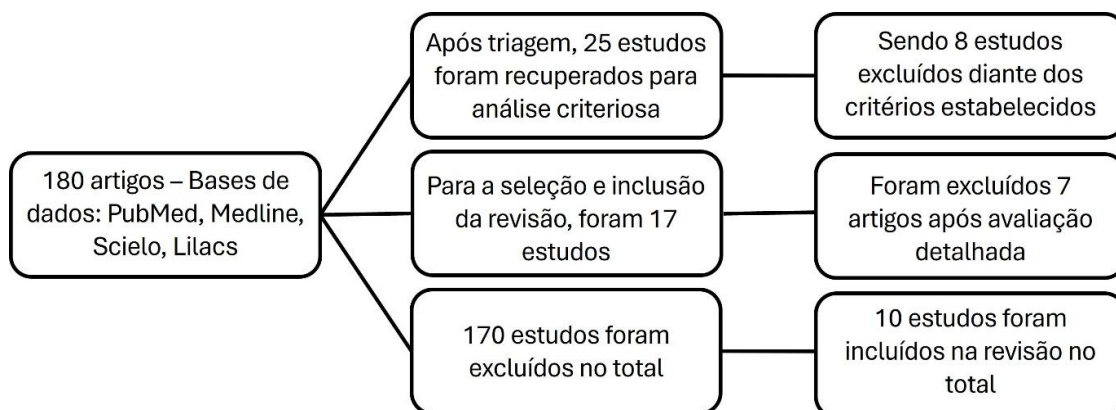 180 artigos – Bases de
dados: PubMed, Medline,
Scielo, Lilacs
Após triagem, 25 estudos
foram recuperados para
análise criteriosa
Sendo 8 estudos
excluídos diante dos
critérios estabelecidos
Para a seleção e inclusão
da revisão, foram 17
estudos
Foram excluídos 7
artigos após avaliação
detalhada
170 estudos foram
excluídos no total
10 estudos foram
incluídos na revisão no
total